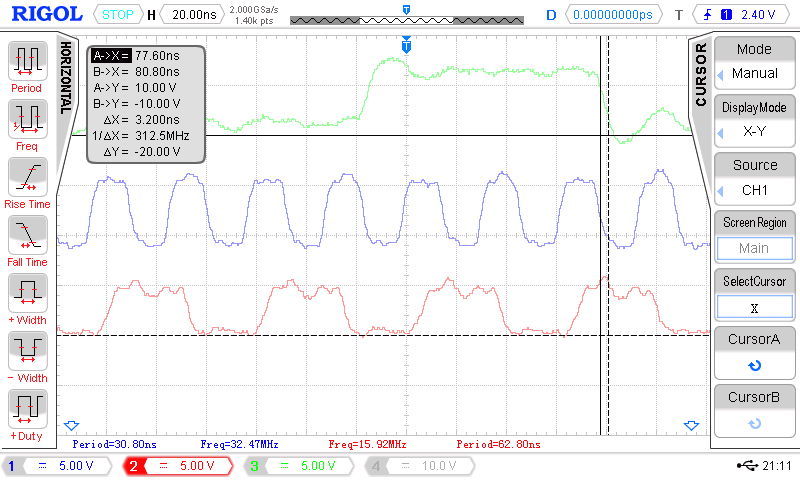 RIGOL STOP H 20.00ns 2.000GSa/s 1.40k pts T D 0.00000000ps T 1 2.40 V
HORIZONTAL
Period
Freq
Rise Time
Fall Time
+Width
−Width
+Duty
A->X= 77.60ns
B->X= 80.80ns
A->Y= 10.00 V
B->Y= -10.00 V
ΔX= 3.200ns
1/ΔX= 312.5MHz
ΔY= -20.00 V
T
CURSOR
Mode
Manual
Display Mode
X-Y
Source
CH1
Screen Region
Main
SelectCursor
X
CursorA
CursorB
Period=30.80ns Freq=32.47MHz Freq=15.92MHz Period=62.80ns
1 5.00 V 2 5.00 V 3 5.00 V 4 10.0 V 21:11